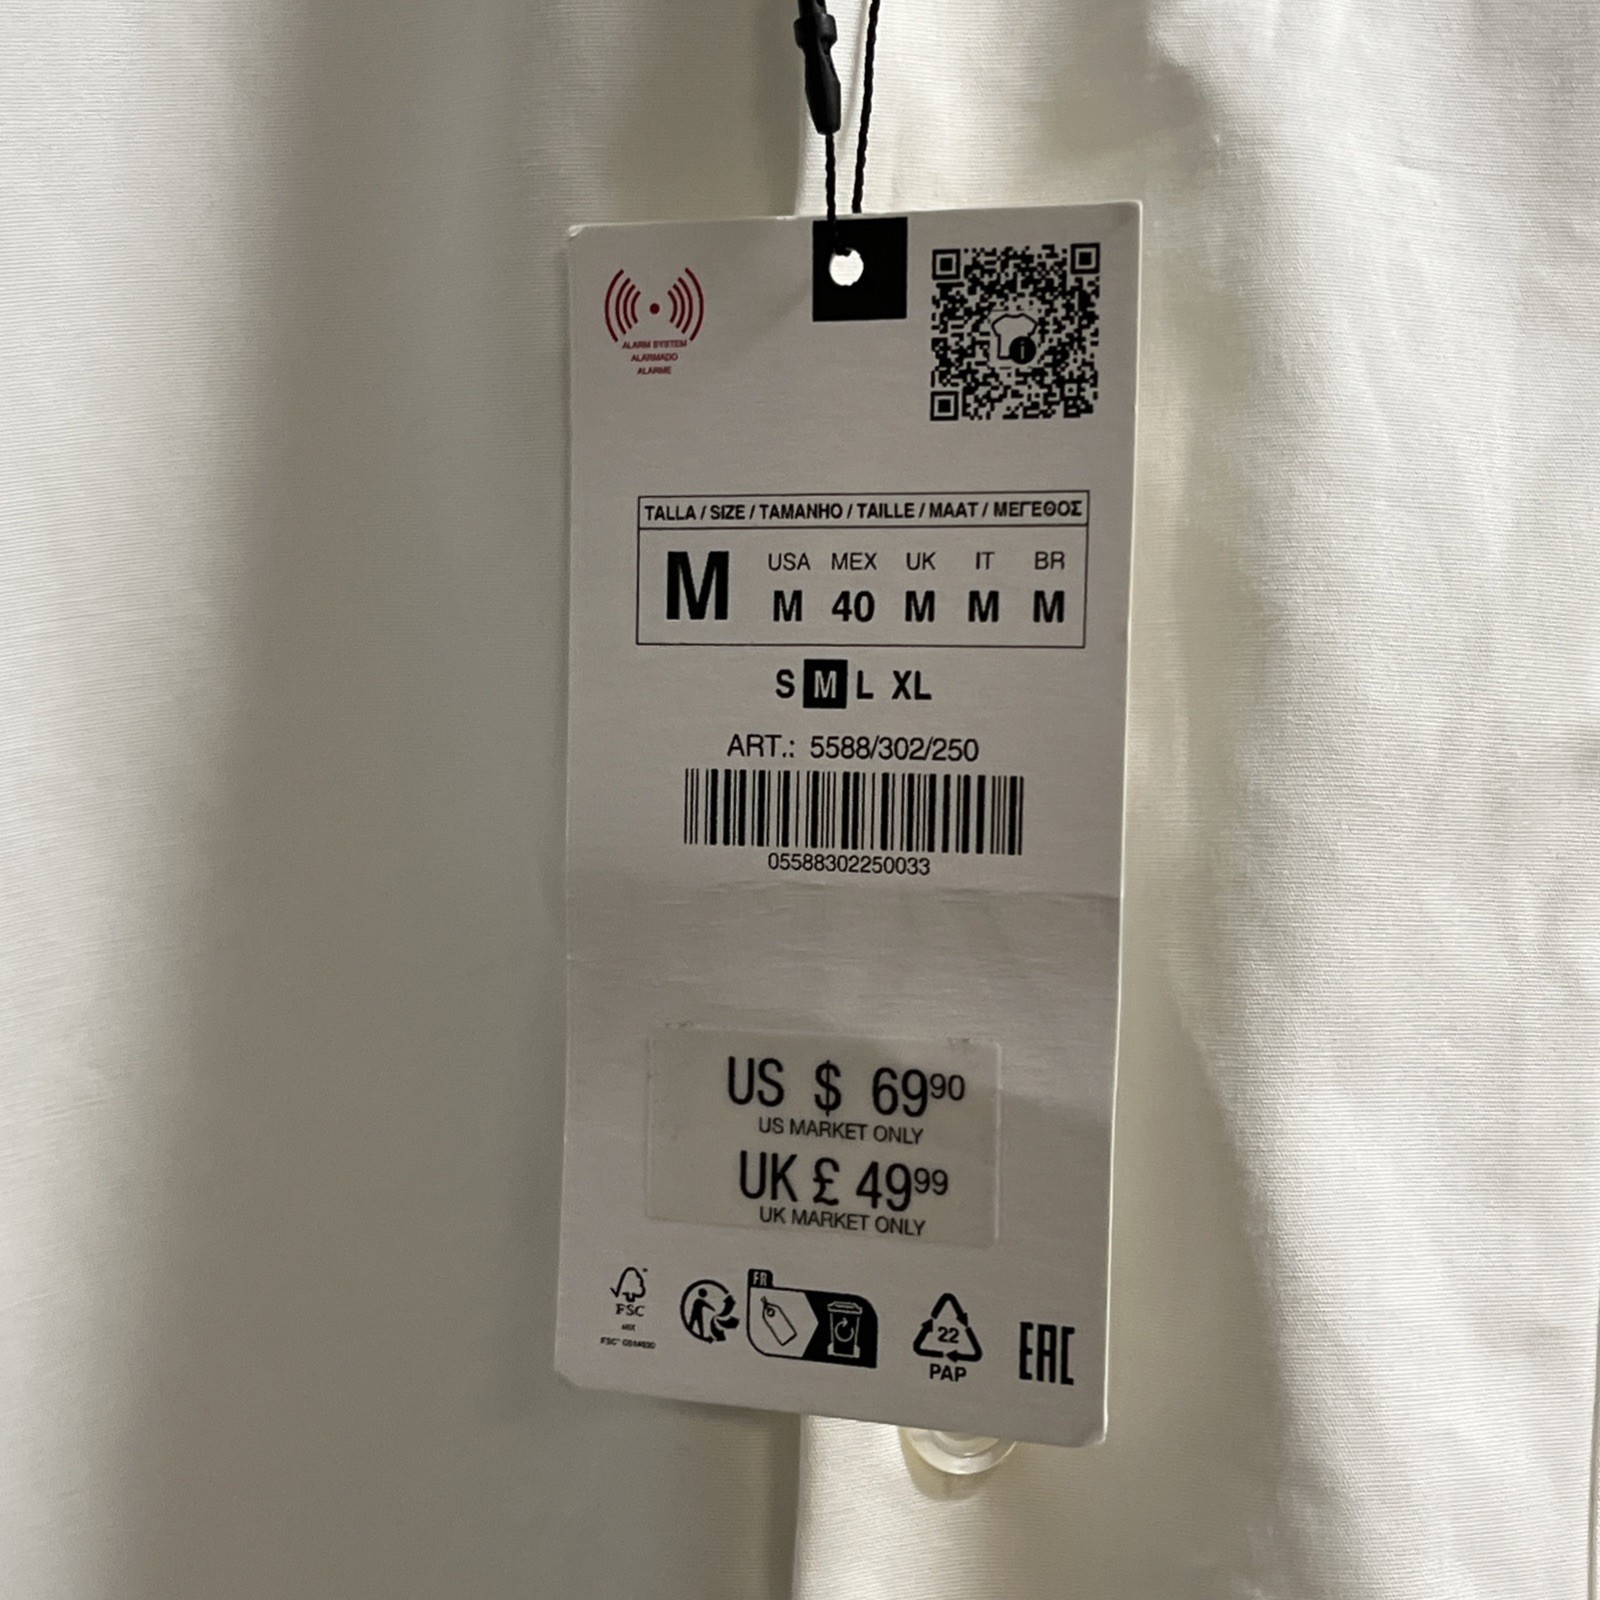 ALARM SYSTEM
ALARMADO
ALARME
TALLA / SIZE / TAMANHO / TAILLE / MAAT / ΜΕΓΕΘΟΣ
M
USA MEX UK IT BR
M 40 M M M
S M L XL
ART.: 5588/302/250
05588302250033
US $ 69⁹⁰
US MARKET ONLY
UK £ 49⁹⁹
UK MARKET ONLY
FSC
MIX
FR
22
PAP
EAC